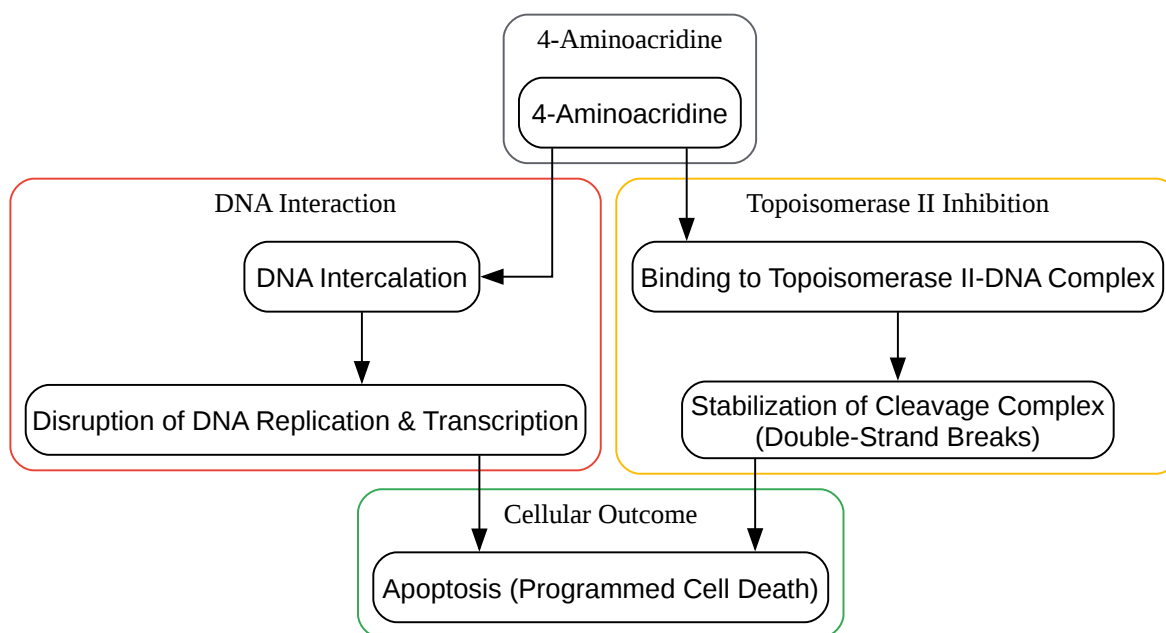 4-Aminoacridine
4-Aminoacridine
DNA Interaction
Topoisomerase II Inhibition
DNA Intercalation
Binding to Topoisomerase II-DNA Complex
Disruption of DNA Replication & Transcription
Stabilization of Cleavage Complex
(Double-Strand Breaks)
Cellular Outcome
Apoptosis (Programmed Cell Death)